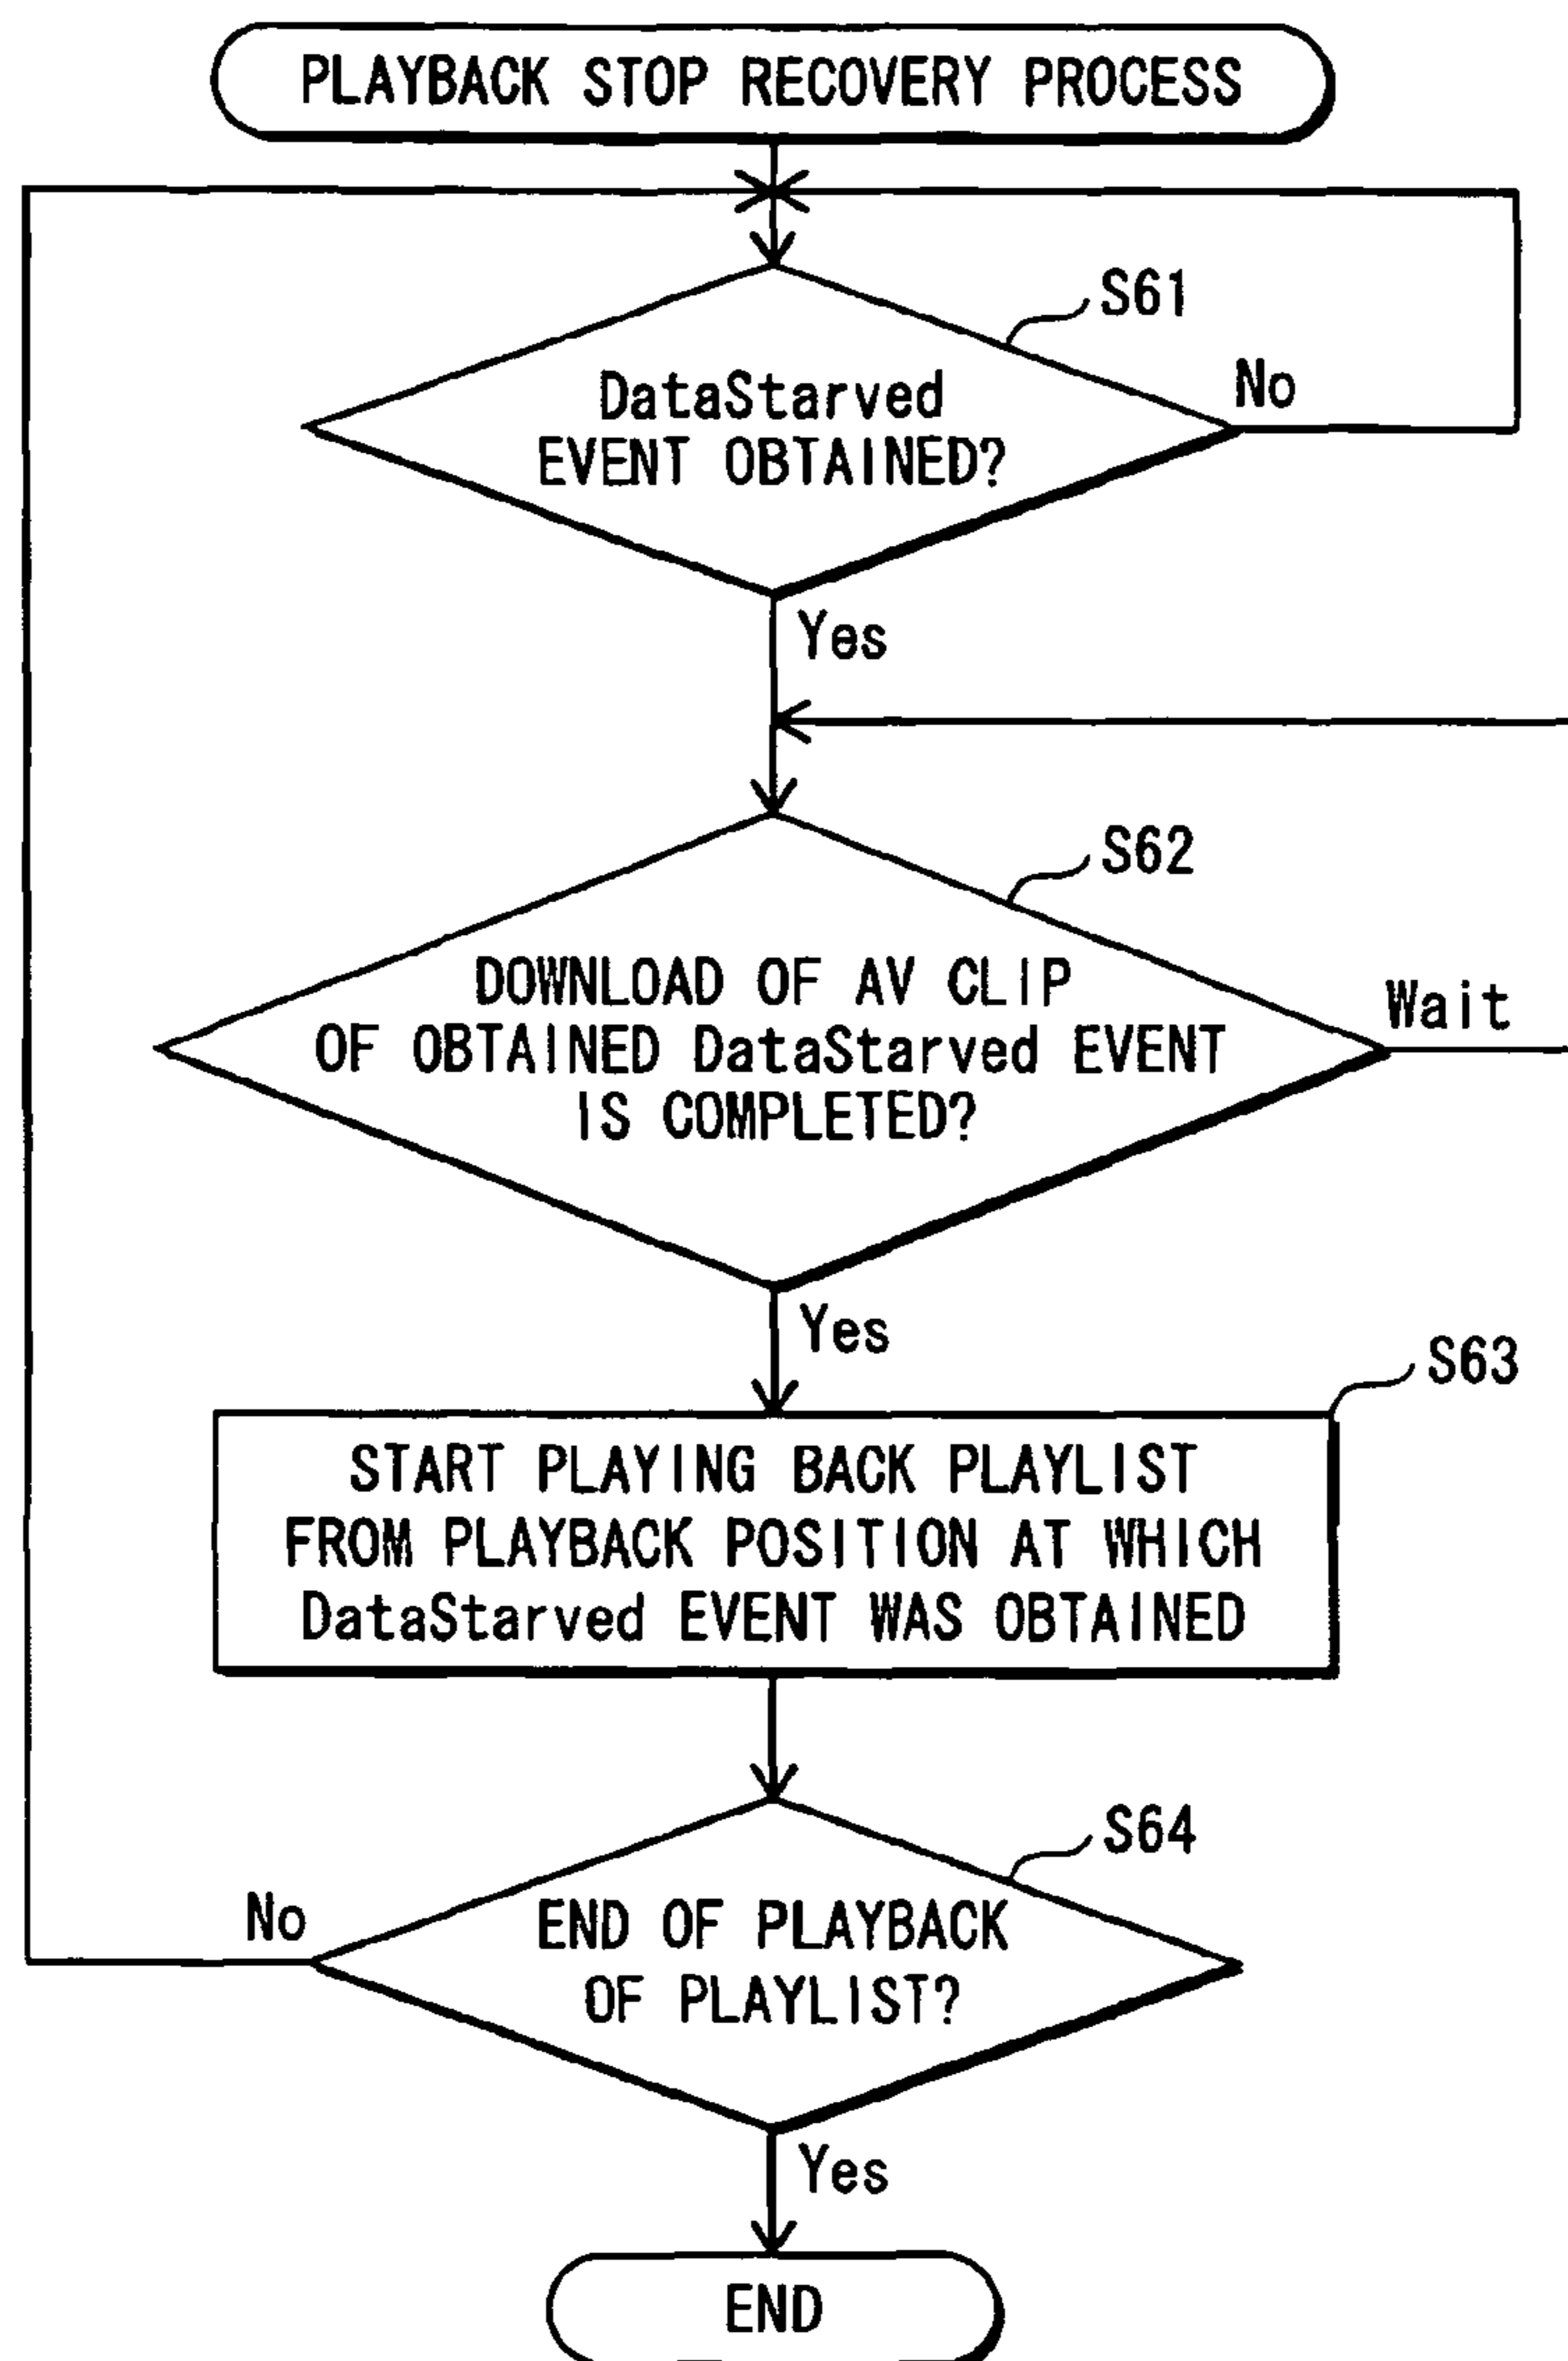 PLAYBACK STOP RECOVERY PROCESS
S61
DataStarved
EVENT OBTAINED?
No
Yes
S62
DOWNLOAD OF AV CLIP
OF OBTAINED DataStarved EVENT
IS COMPLETED?
Wait
Yes
S63
START PLAYING BACK PLAYLIST
FROM PLAYBACK POSITION AT WHICH
DataStarved EVENT WAS OBTAINED
S64
No
END OF PLAYBACK
OF PLAYLIST?
Yes
END